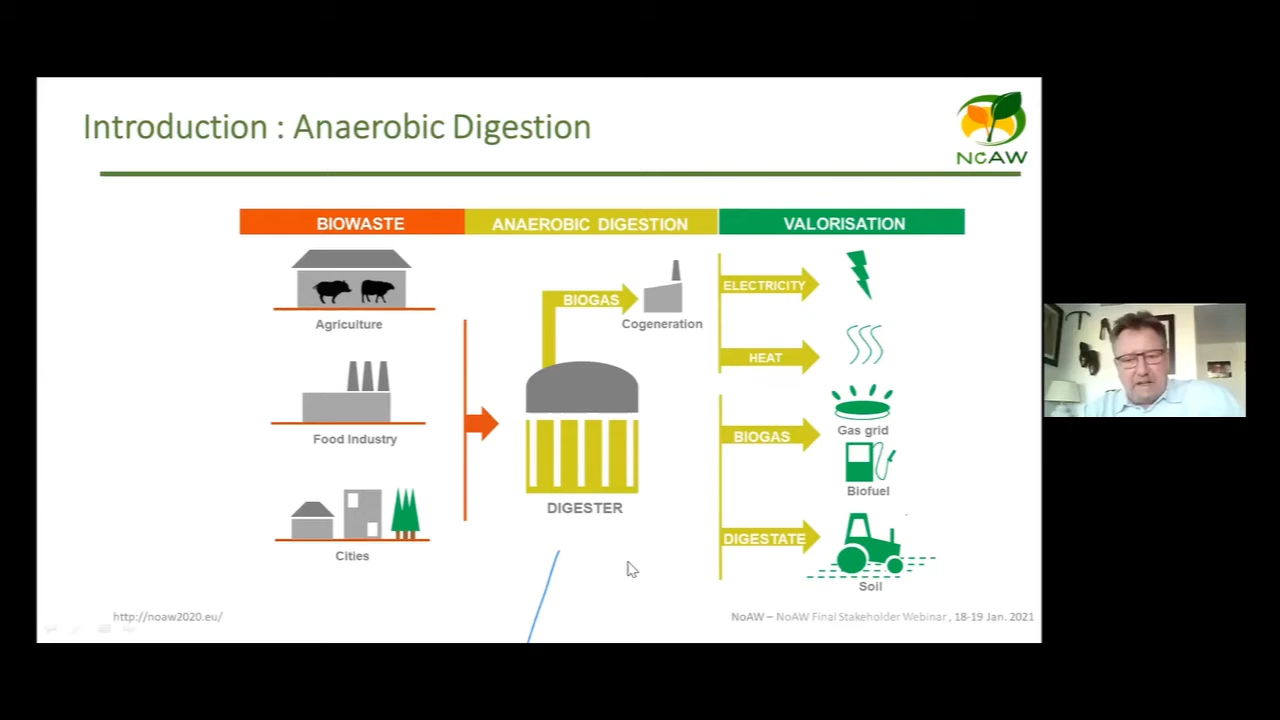 Introduction : Anaerobic Digestion
NoAW
BIOWASTE
ANAEROBIC DIGESTION
VALORISATION
Agriculture
Food Industry
Cities
BIOGAS
Cogeneration
DIGESTER
ELECTRICITY
HEAT
BIOGAS
Gas grid
Biofuel
DIGESTATE
Soil
http://noaw2020.eu/
NoAW – NoAW Final Stakeholder Webinar , 18-19 Jan. 2021